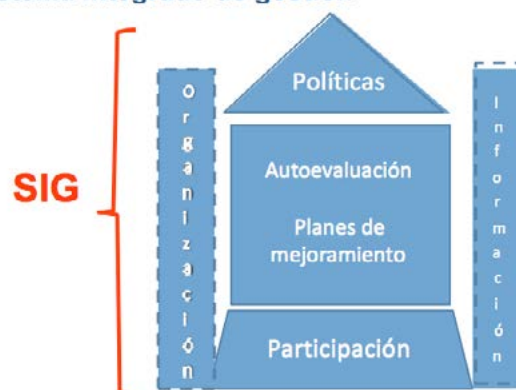 SIG
Organización
Políticas
Autoevaluación
Planes de
mejoramiento
Participación
Información